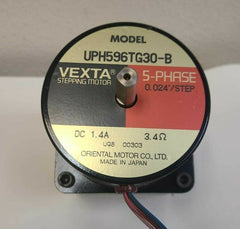 MODEL
UPH596TG30-B
VEXTA® 5-PHASE
STEPPING MOTOR 0.024°/STEP
DC 1.4A 3.4Ω
U98 00303
ORIENTAL MOTOR CO., LTD.
MADE IN JAPAN